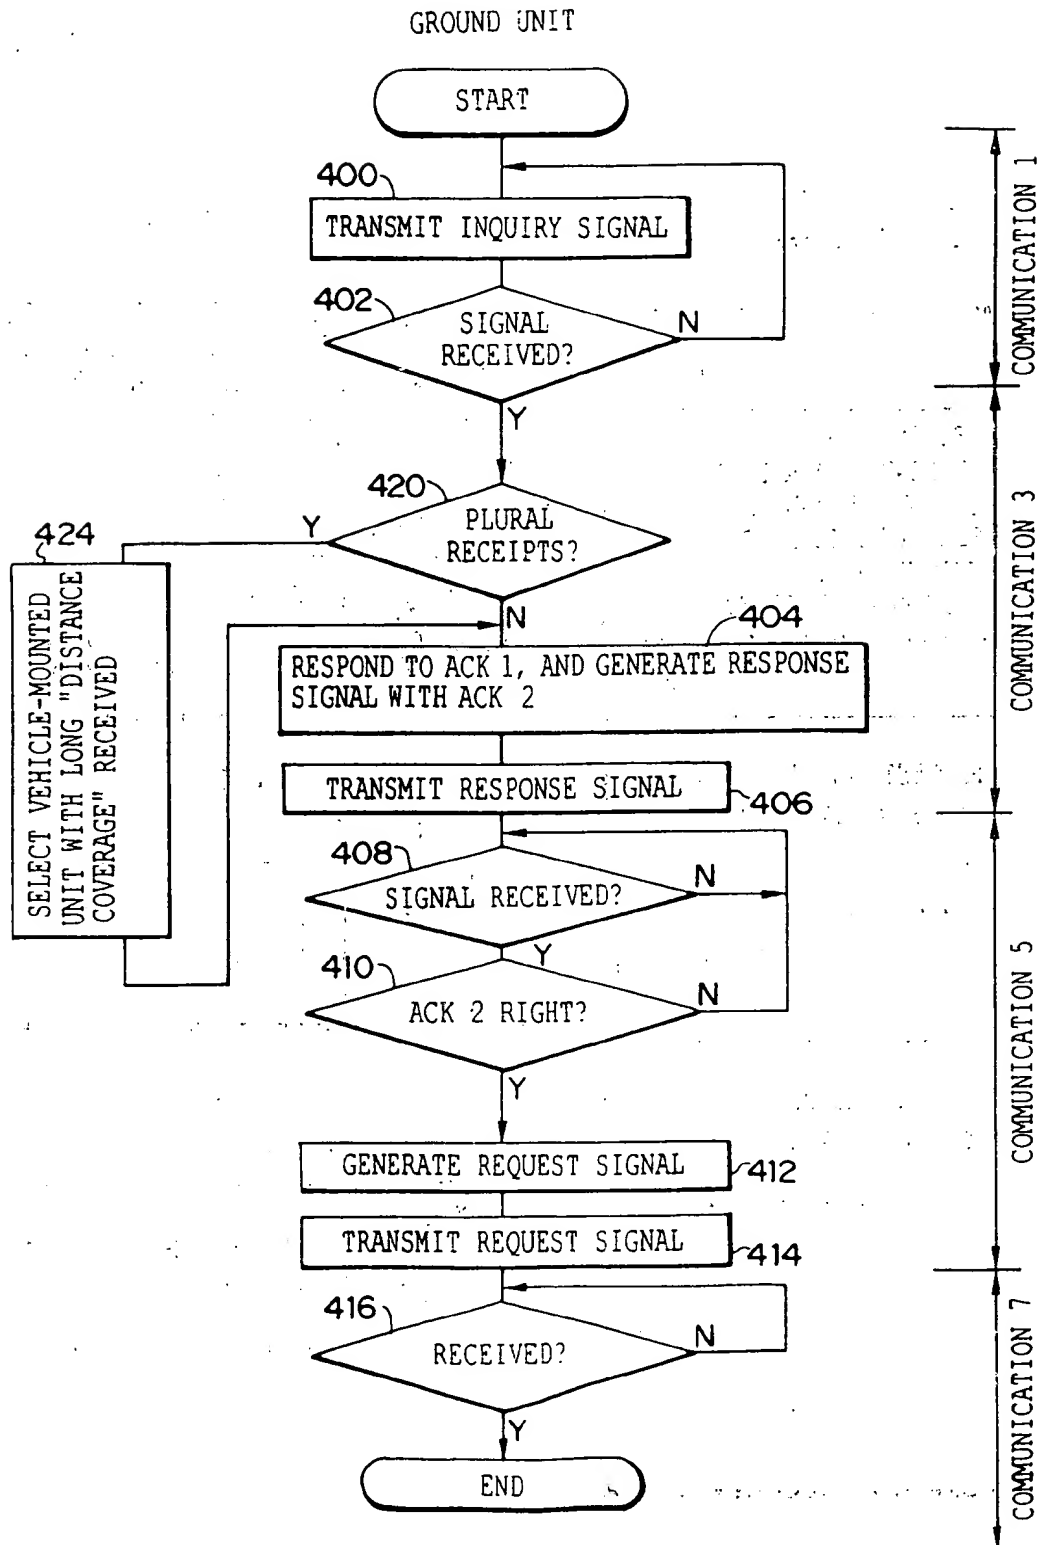 GROUND UNIT
START
400
TRANSMIT INQUIRY SIGNAL
402
SIGNAL
RECEIVED?
N
Y
COMMUNICATION 1
420
PLURAL
RECEIPTS?
Y
N
424
SELECT VEHICLE-MOUNTED
UNIT WITH LONG "DISTANCE
COVERAGE" RECEIVED
404
RESPOND TO ACK 1, AND GENERATE RESPONSE
SIGNAL WITH ACK 2
TRANSMIT RESPONSE SIGNAL
406
COMMUNICATION 3
408
SIGNAL RECEIVED?
N
Y
410
ACK 2 RIGHT?
N
Y
GENERATE REQUEST SIGNAL
412
TRANSMIT REQUEST SIGNAL
414
COMMUNICATION 5
416
RECEIVED?
N
Y
END
COMMUNICATION 7